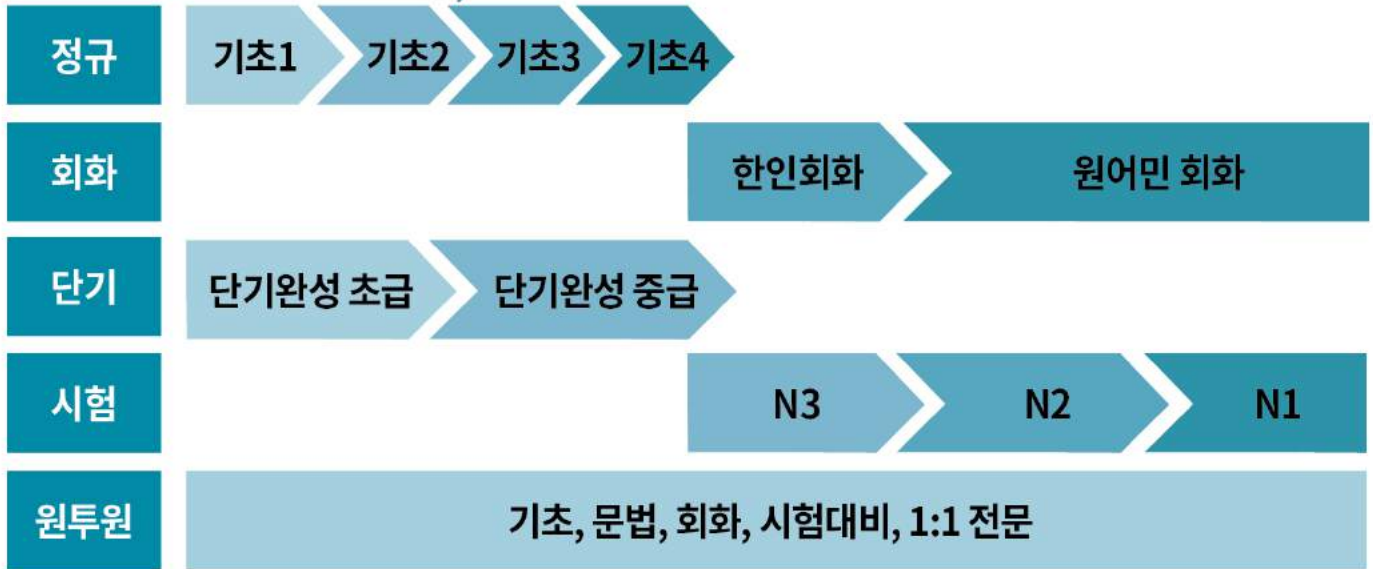 정규 기초1 기초2 기초3 기초4
회화 한인회화 원어민 회화
단기 단기완성 초급 단기완성 중급
시험 N3 N2 N1
원투원 기초, 문법, 회화, 시험대비, 1:1 전문